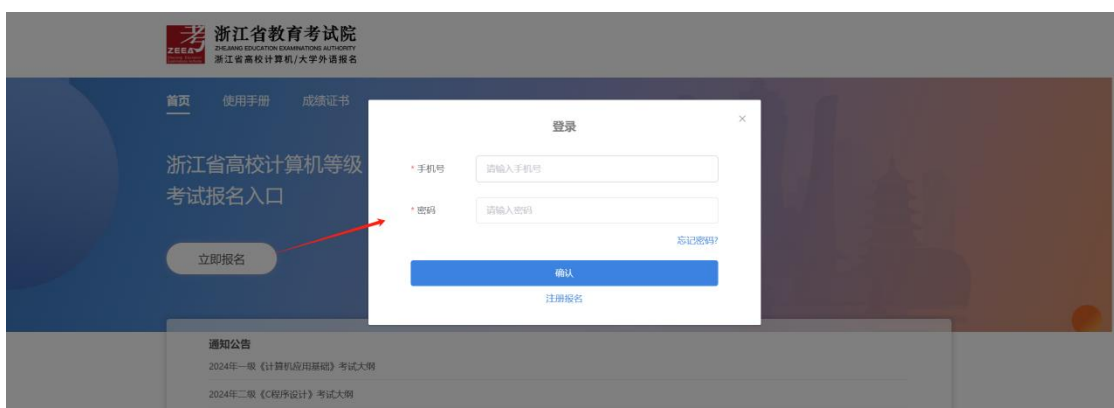 考
ZEEA
浙江省教育考试院
ZHEJIANG EDUCATION EXAMINATIONS AUTHORITY
浙江省高校计算机/大学外语报名
首页 使用手册 成绩证书
登录
×
浙江省高校计算机等级
考试报名入口
* 手机号 请输入手机号
* 密码 请输入密码
忘记密码?
立即报名
确认
注册报名
通知公告
2024年一级《计算机应用基础》考试大纲
2024年二级《C程序设计》考试大纲